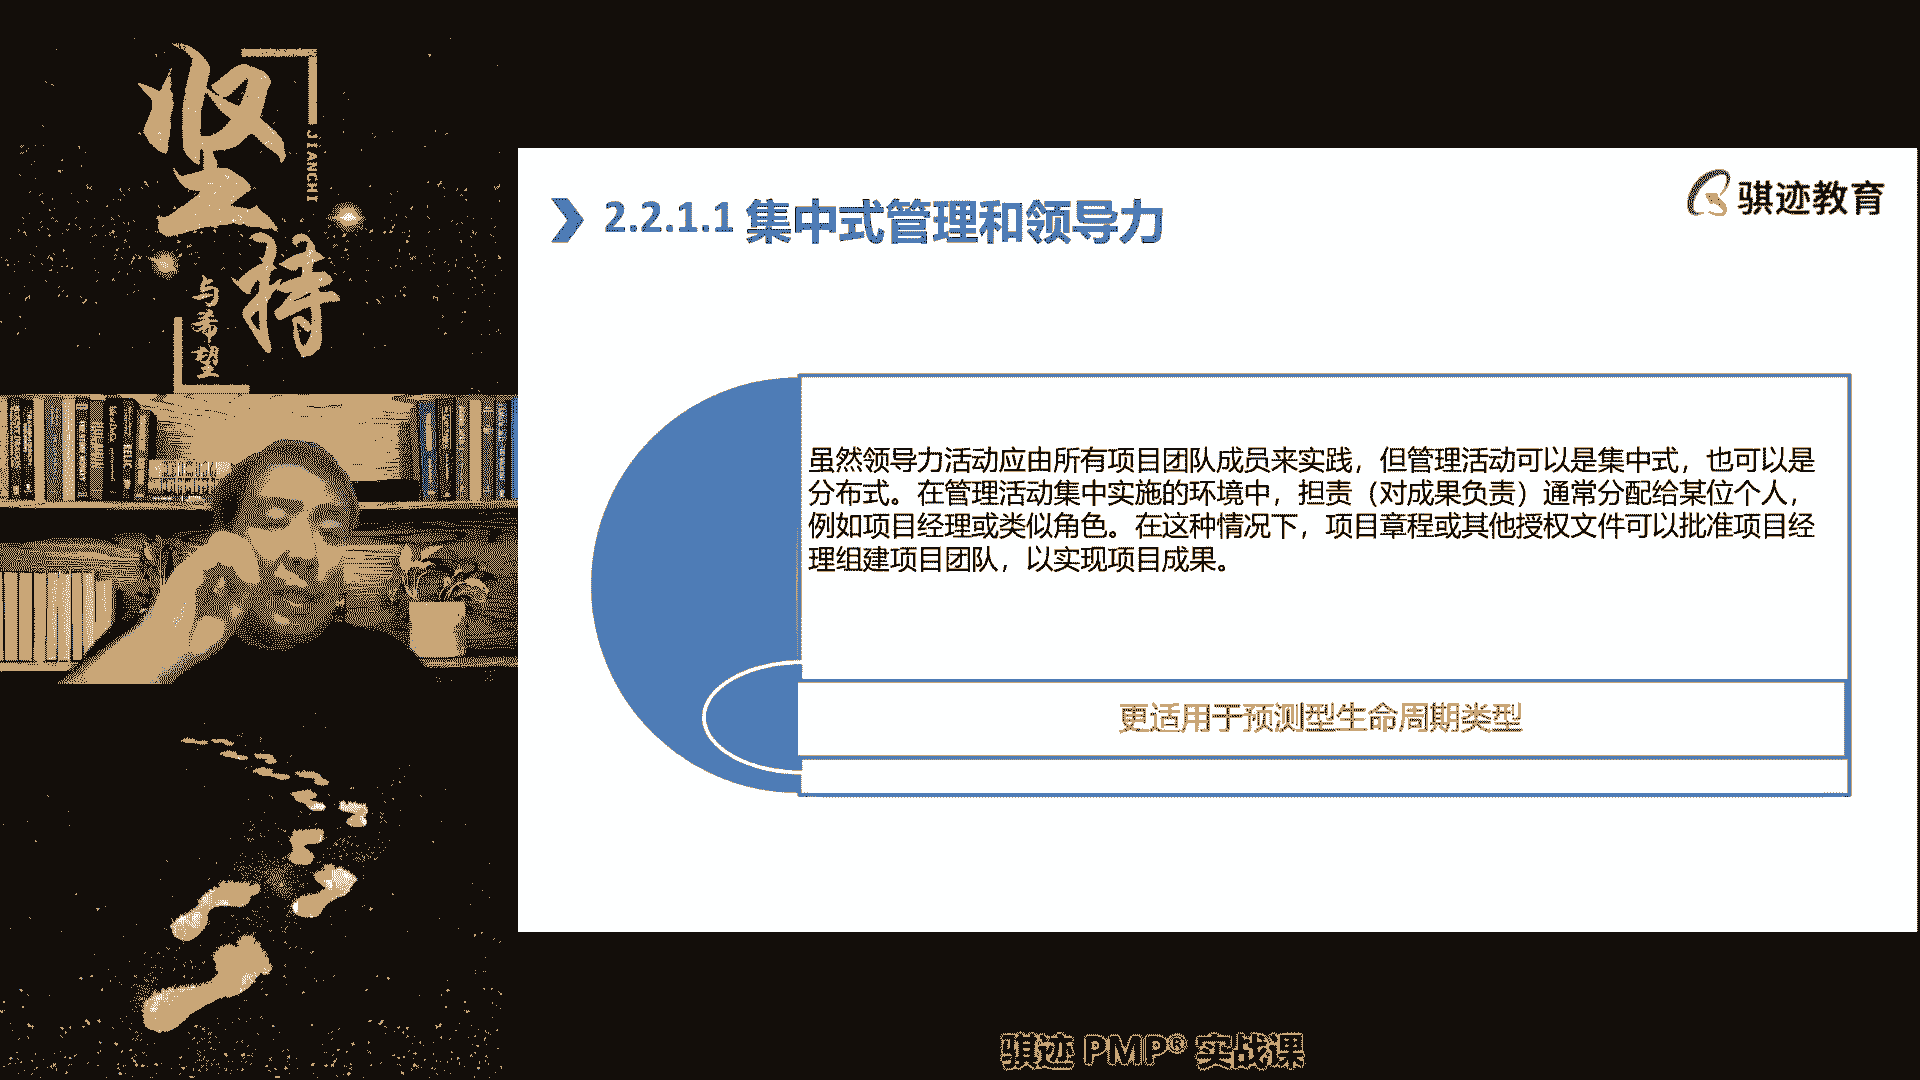 坚持
JIANCHI
与希望
骐迹教育
2.2.1.1 集中式管理和领导力
虽然领导力活动应由所有项目团队成员来实践，但管理活动可以是集中式，也可以是
分布式。在管理活动集中实施的环境中，担责（对成果负责）通常分配给某位个人，
例如项目经理或类似角色。在这种情况下，项目章程或其他授权文件可以批准项目经
理组建项目团队，以实现项目成果。
更适用于预测型生命周期类型
骐迹 PMP® 实战课